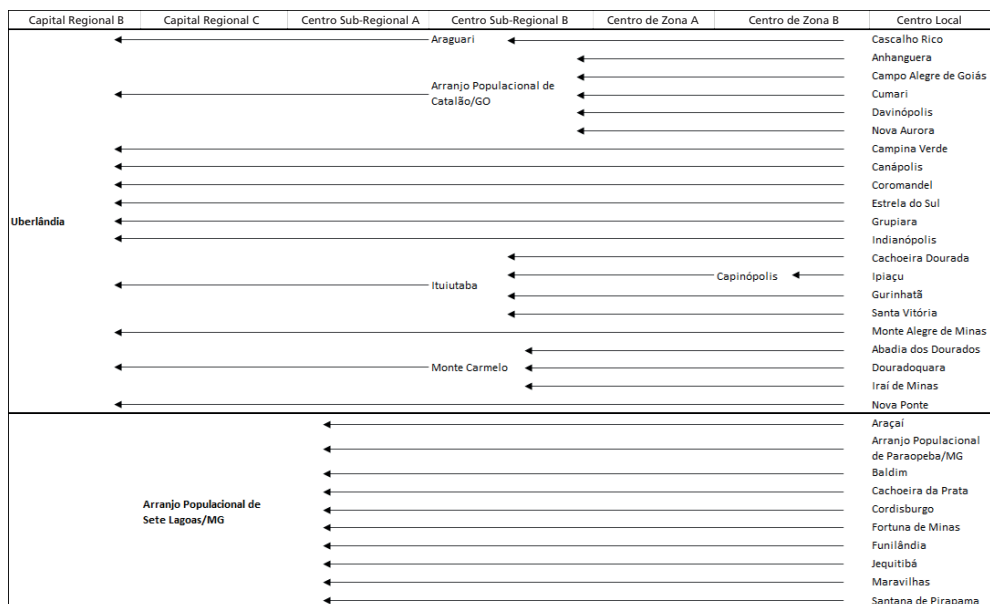 Capital Regional B Capital Regional C Centro Sub-Regional A Centro Sub-Regional B Centro de Zona A Centro de Zona B Centro Local
Araguari Cascalho Rico
Anhanguera
Campo Alegre de Goiás
Arranjo Populacional de
Catalão/GO
Cumari
Davinópolis
Nova Aurora
Campina Verde
Canápolis
Coromandel
Estrela do Sul
Uberlândia Grupiara
Indianópolis
Cachoeira Dourada
Capinópolis Ipiaçu
Ituiutaba
Gurinhatã
Santa Vitória
Monte Alegre de Minas
Abadia dos Dourados
Monte Carmelo Douradoquara
Iraí de Minas
Nova Ponte
Araçaí
Arranjo Populacional
de Paraopeba/MG
Baldim
Cachoeira da Prata
Arranjo Populacional de
Sete Lagoas/MG
Cordisburgo
Fortuna de Minas
Funilândia
Jequitibá
Maravilhas
Santana de Pirapama